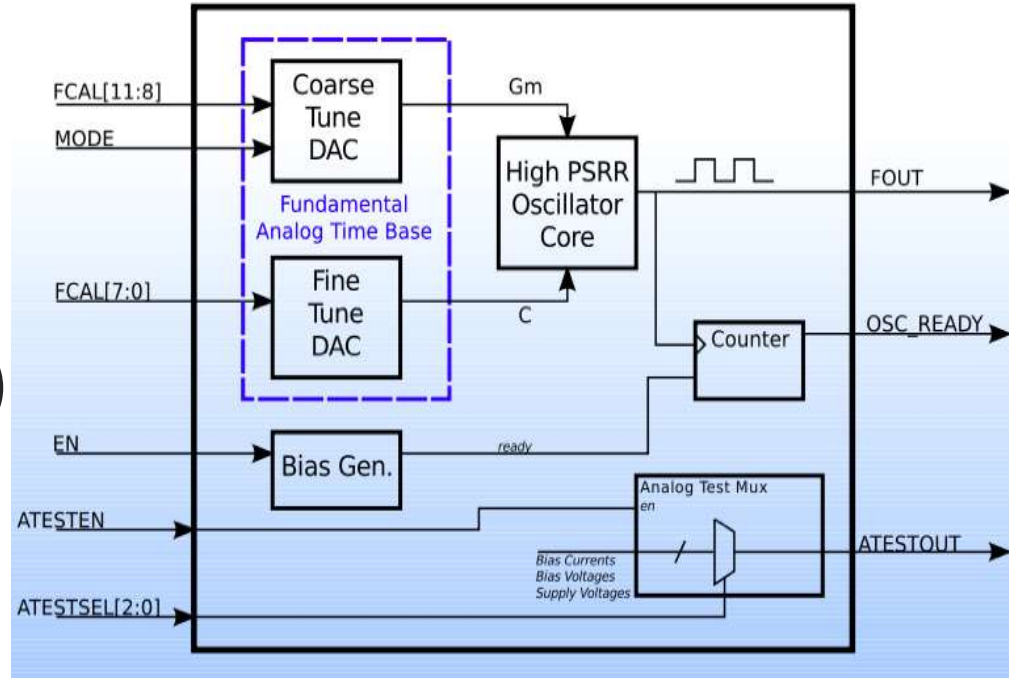 FCAL[11:8]
MODE
Coarse
Tune
DAC
Gm
Fundamental
Analog Time Base
High PSRR
Oscillator
Core
FOUT
FCAL[7:0]
Fine
Tune
DAC
C
Counter
OSC_READY
EN
Bias Gen.
ready
Analog Test Mux
en
ATESTEN
Bias Currents
Bias Voltages
Supply Voltages
ATESTOUT
ATESTSEL[2:0]